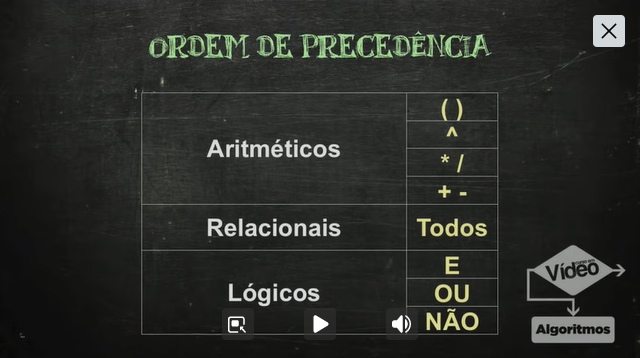 ORDEM DE PRECEDÊNCIA
Aritméticos
( )
^
* /
+ -
Relacionais
Todos
Lógicos
E
OU
NÃO
Vídeo
Algoritmos